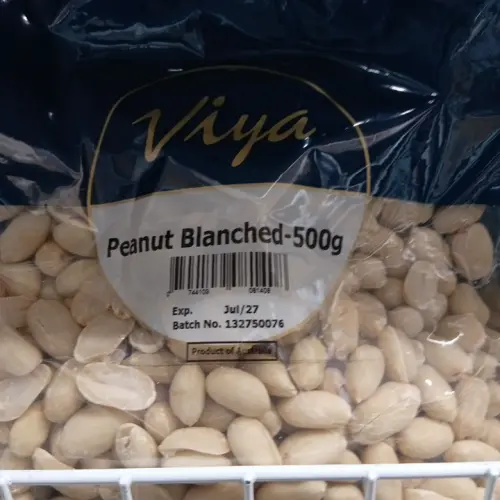 Viya
Peanut Blanched-500g
Exp. Jul/27
Batch No. 132750076
Product of Australia